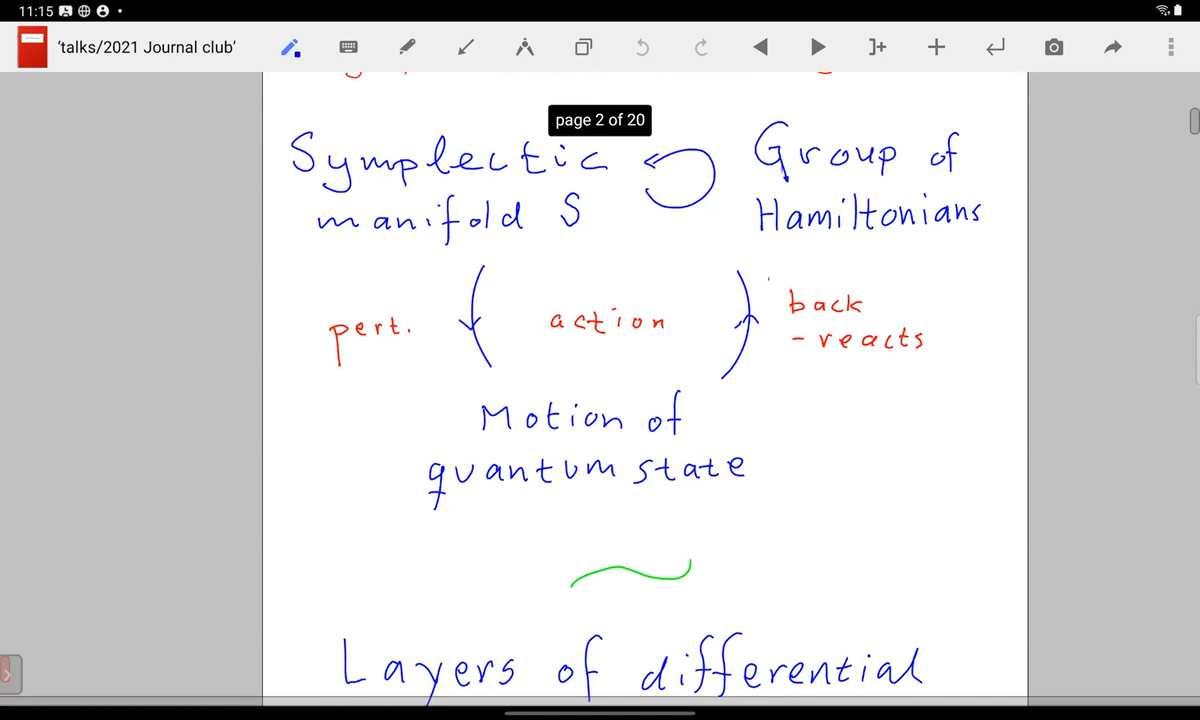 11:15
'talks/2021 Journal club'
page 2 of 20
Symplectic
manifold S
Group of
Hamiltonians
pert.
action
back
- reacts
Motion of
quantum state
Layers of differential